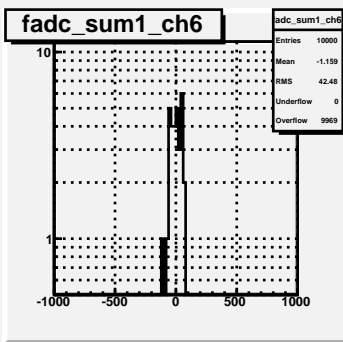 fadc_sum1_ch6
adc_sum1_ch6
Entries 10000
Mean -1.159
RMS 42.48
Underflow 0
Overflow 9969
10
1
-1000 -500 0 500 1000